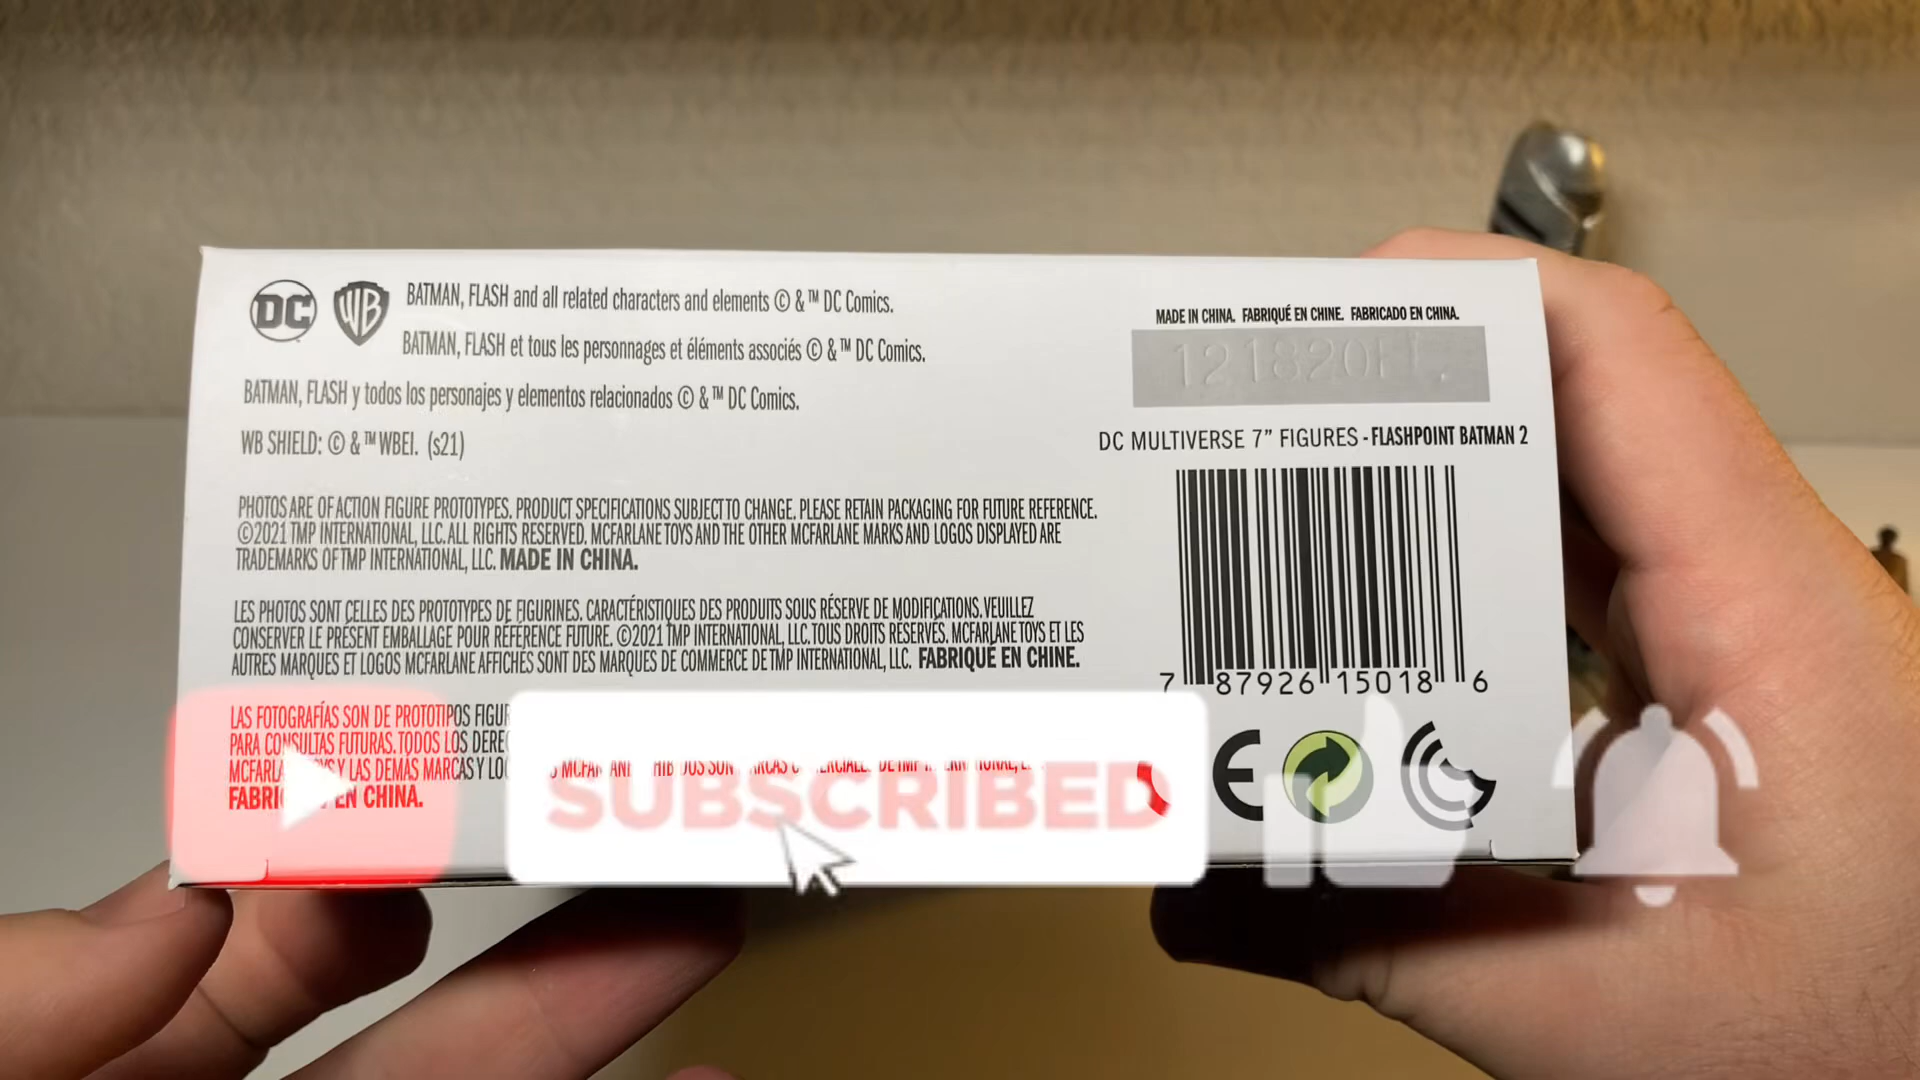 DC
WB
BATMAN, FLASH and all related characters and elements © & ™ DC Comics.
BATMAN, FLASH et tous les personnages et éléments associés © & ™ DC Comics.
BATMAN, FLASH y todos los personajes y elementos relacionados © & ™ DC Comics.
WB SHIELD: © & ™ WBEI. (s21)
PHOTOS ARE OF ACTION FIGURE PROTOTYPES. PRODUCT SPECIFICATIONS SUBJECT TO CHANGE. PLEASE RETAIN PACKAGING FOR FUTURE REFERENCE.
©2021 TMP INTERNATIONAL, LLC. ALL RIGHTS RESERVED. MCFARLANE TOYS AND THE OTHER MCFARLANE MARKS AND LOGOS DISPLAYED ARE
TRADEMARKS OF TMP INTERNATIONAL, LLC. MADE IN CHINA.
LES PHOTOS SONT CELLES DES PROTOTYPES DE FIGURINES. CARACTÉRISTIQUES DES PRODUITS SOUS RÉSERVE DE MODIFICATIONS. VEUILLEZ
CONSERVER LE PRÉSENT EMBALLAGE POUR RÉFÉRENCE FUTURE. ©2021 TMP INTERNATIONAL, LLC. TOUS DROITS RÉSERVÉS. MCFARLANE TOYS ET LES
AUTRES MARQUES ET LOGOS MCFARLANE AFFICHÉS SONT DES MARQUES DE COMMERCE DE TMP INTERNATIONAL, LLC. FABRIQUÉ EN CHINE.
LAS FOTOGRAFÍAS SON DE PROTOTIPOS
PARA CONSULTAS FUTURAS. TODOS LOS
Y LAS DEMÁS MARCAS Y
EN CHINA.
MADE IN CHINA. FABRIQUÉ EN CHINE. FABRICADO EN CHINA.
DC MULTIVERSE 7" FIGURES - FLASHPOINT BATMAN 2
7 87926 15018 6
SUBSCRIBED